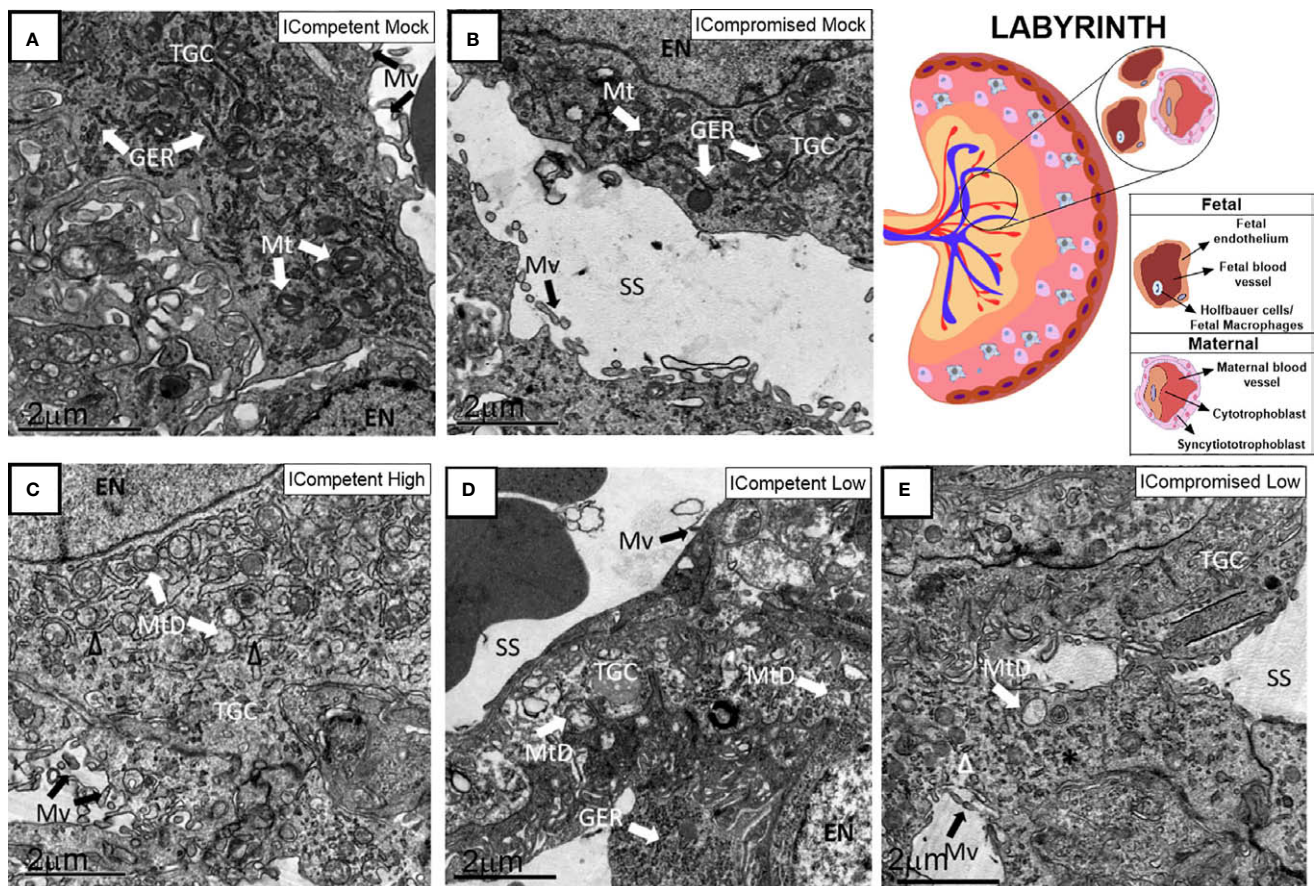 A
ICompetent Mock
TGC
Mv
GER
Mt
2μm
EN
B
ICompromised Mock
EN
Mt
GER
TGC
Mv
SS
2μm
LABYRINTH
Fetal
Fetal
endothelium
Fetal blood
vessel
Holfbauer cells/
Fetal Macrophages
Maternal
Maternal blood
vessel
Cytotrophoblast
Syncytiototrophoblast
C
ICompetent High
EN
MtD
Δ
Δ
TGC
Mv
2μm
D
ICompetent Low
Mv
SS
TGC
MtD
MtD
GER
EN
2μm
E
ICompromised Low
TGC
MtD
SS
*
Δ
Mv
2μm